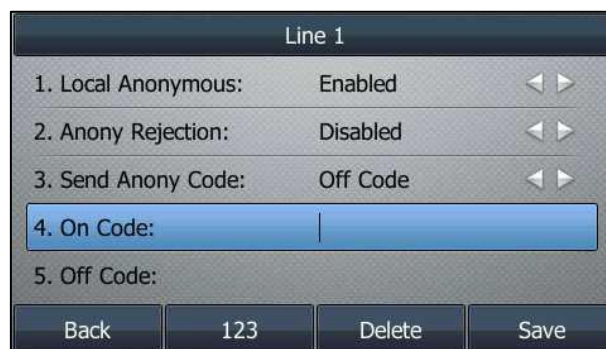 Line 1
1. Local Anonymous: Enabled
2. Anony Rejection: Disabled
3. Send Anony Code: Off Code
4. On Code:
5. Off Code:
Back 123 Delete Save